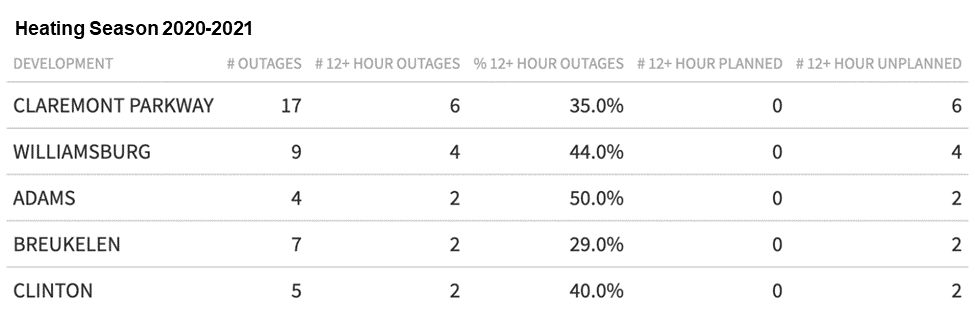 Heating Season 2020-2021
DEVELOPMENT # OUTAGES # 12+ HOUR OUTAGES % 12+ HOUR OUTAGES # 12+ HOUR PLANNED # 12+ HOUR UNPLANNED
CLAREMONT PARKWAY 17 6 35.0% 0 6
WILLIAMSBURG 9 4 44.0% 0 4
ADAMS 4 2 50.0% 0 2
BREUKELEN 7 2 29.0% 0 2
CLINTON 5 2 40.0% 0 2